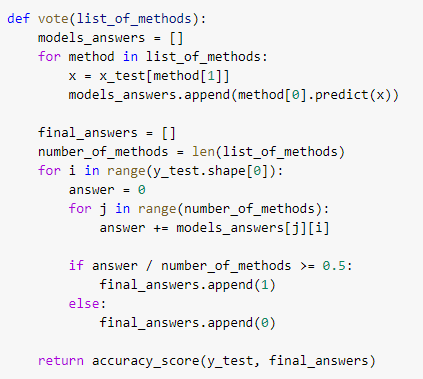 def vote(list_of_methods):
    models_answers = []
    for method in list_of_methods:
        x = x_test[method[1]]
        models_answers.append(method[0].predict(x))

    final_answers = []
    number_of_methods = len(list_of_methods)
    for i in range(y_test.shape[0]):
        answer = 0
        for j in range(number_of_methods):
            answer += models_answers[j][i]

        if answer / number_of_methods >= 0.5:
            final_answers.append(1)
        else:
            final_answers.append(0)

    return accuracy_score(y_test, final_answers)